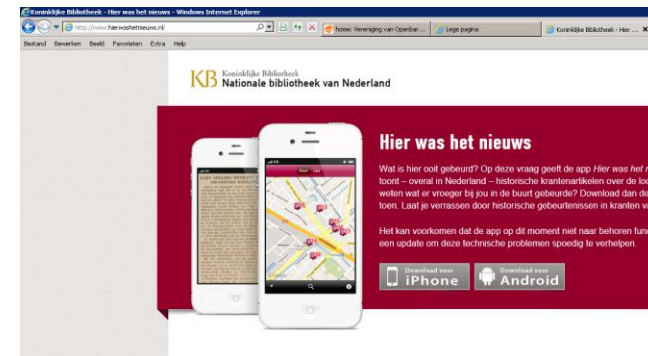 Koninklijke Bibliotheek - Hier was het nieuws - Windows Internet Explorer
http://www.hierwashetnieuws.nl/
home: Vereniging van Openbar...
Lege pagina
Koninklijke Bibliotheek - Hier ...
Bestand Bewerken Beeld Favorieten Extra Help
KB Koninklijke Bibliotheek
Nationale bibliotheek van Nederland
Hier was het nieuws
Wat is hier ooit gebeurd? Op deze vraag geeft de app Hier was het
toont – overal in Nederland – historische krantenartikelen over de
weten wat er vroeger bij jou in de buurt gebeurde? Download dan de
toon. Laat je verrassen door historische gebeurtenissen in kranten
Het kan voorkomen dat de app op dit moment niet naar behoren
een update om deze technische problemen spoedig te verhelpen.
Download voor
iPhone
Download voor
Android